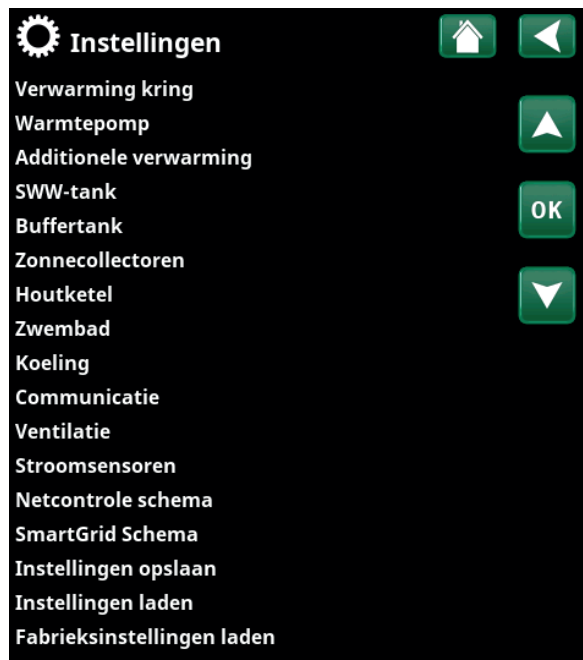 Instellingen
Verwarming kring
Warmtepomp
Additionele verwarming
SWW-tank
OK
Buffertank
Zonnecollectoren
Houtketel
Zwembad
Koeling
Communicatie
Ventilatie
Stroomsensoren
Netcontrole schema
SmartGrid Schema
Instellingen opslaan
Instellingen laden
Fabrieksinstellingen laden